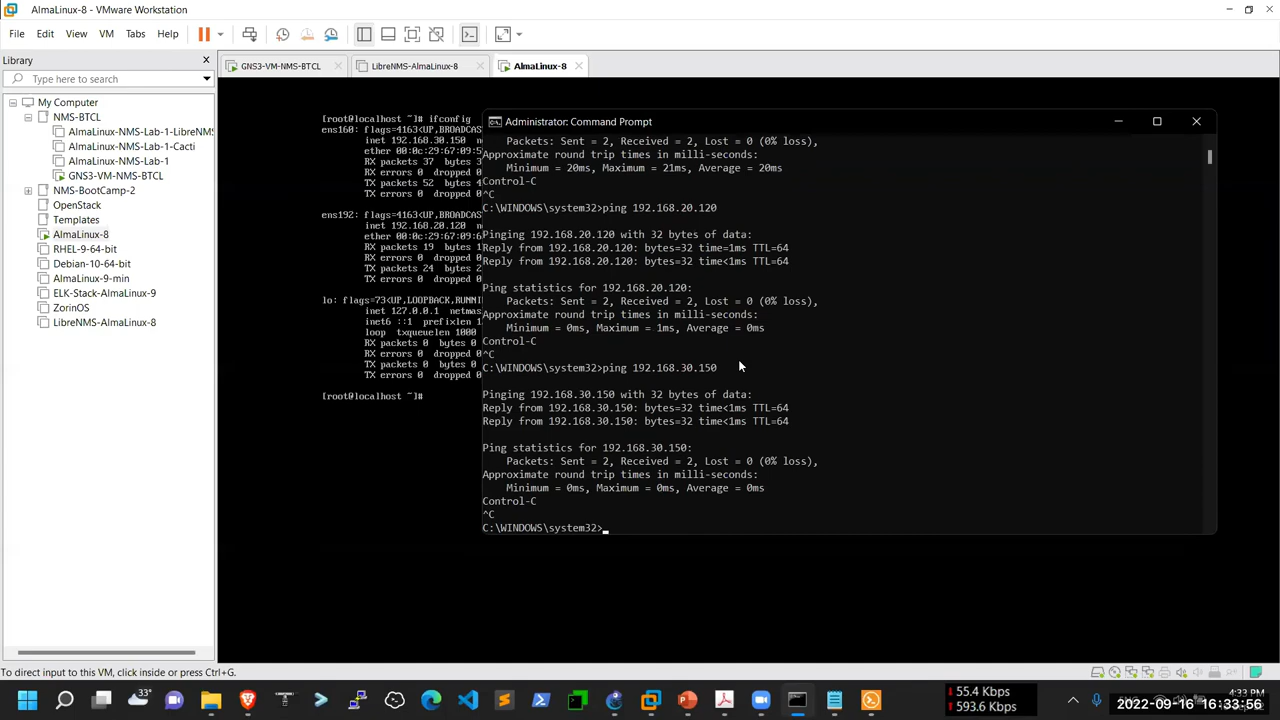 AlmaLinux-8 - VMware Workstation
File Edit View VM Tabs Help
Library
Type here to search
My Computer
NMS-BTCL
AlmaLinux-NMS-Lab-1-LibreNM
AlmaLinux-NMS-Lab-1-Cacti
AlmaLinux-NMS-Lab-1
GNS3-VM-NMS-BTCL
NMS-BootCamp-2
OpenStack
Templates
AlmaLinux-8
RHEL-9-64-bit
Debian-10-64-bit
AlmaLinux-9-min
ELK-Stack-AlmaLinux-9
ZorinOS
LibreNMS-AlmaLinux-8
GNS3-VM-NMS-BTCL
LibreNMS-AlmaLinux-8
AlmaLinux-8
[root@localhost ~]# ifconfig
ens160: flags=4163<UP,BROADCAS
inet 192.168.30.150 n
ether 00:0c:29:67:09:5
RX packets 37 bytes 3
RX errors 0 dropped 0
TX packets 52 bytes 4
TX errors 0 dropped 0
ens192: flags=4163<UP,BROADCAS
inet 192.168.20.120 n
ether 00:0c:29:67:09:
RX packets 19 bytes 1
RX errors 0 dropped 0
TX packets 24 bytes 2
TX errors 0 dropped 0
lo: flags=73<UP,LOOPBACK,RUNNI
inet 127.0.0.1 netmas
inet6 ::1 prefixlen 1
loop txqueuelen 1000
RX packets 0 bytes 0
RX errors 0 dropped 0
TX packets 0 bytes 0
TX errors 0 dropped 0
[root@localhost ~]#
Administrator: Command Prompt
Packets: Sent = 2, Received = 2, Lost = 0 (0% loss),
Approximate round trip times in milli-seconds:
Minimum = 20ms, Maximum = 21ms, Average = 20ms
Control-C
^C
C:\WINDOWS\system32>ping 192.168.20.120
Pinging 192.168.20.120 with 32 bytes of data:
Reply from 192.168.20.120: bytes=32 time=1ms TTL=64
Reply from 192.168.20.120: bytes=32 time<1ms TTL=64
Ping statistics for 192.168.20.120:
Packets: Sent = 2, Received = 2, Lost = 0 (0% loss),
Approximate round trip times in milli-seconds:
Minimum = 0ms, Maximum = 1ms, Average = 0ms
Control-C
^C
C:\WINDOWS\system32>ping 192.168.30.150
Pinging 192.168.30.150 with 32 bytes of data:
Reply from 192.168.30.150: bytes=32 time<1ms TTL=64
Reply from 192.168.30.150: bytes=32 time<1ms TTL=64
Ping statistics for 192.168.30.150:
Packets: Sent = 2, Received = 2, Lost = 0 (0% loss),
Approximate round trip times in milli-seconds:
Minimum = 0ms, Maximum = 0ms, Average = 0ms
Control-C
^C
C:\WINDOWS\system32>
To direct input to this VM, click inside or press Ctrl+G.
33°
55.4 Kbps
593.6 Kbps
4:33 PM
2022-09-16 16:33:56